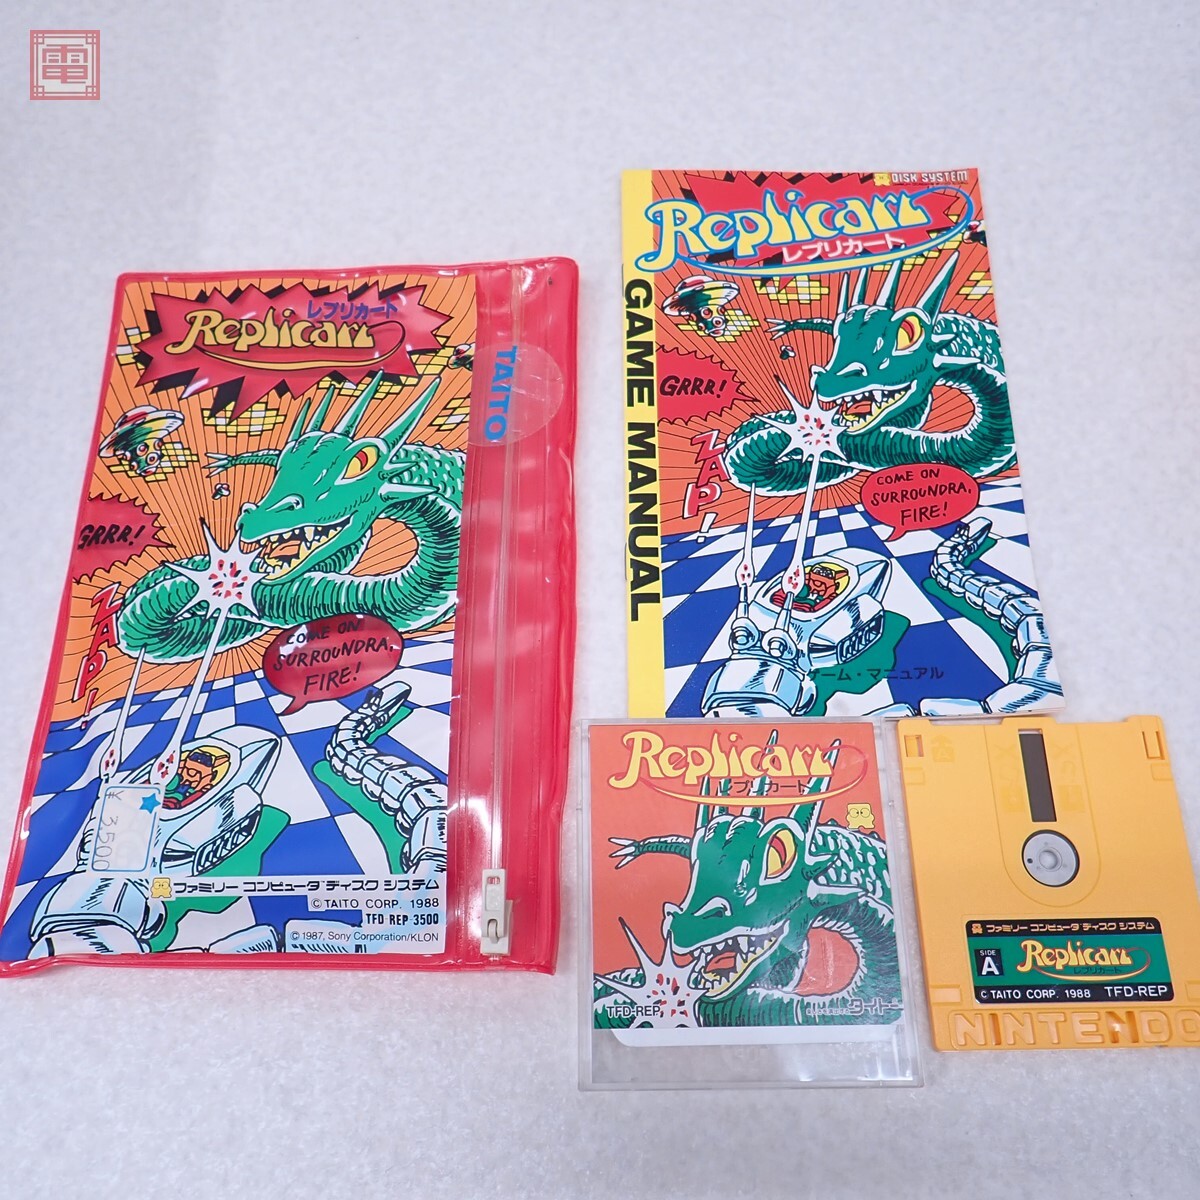 電
レプリカート
Replicart
TAITO
GRRR!
ZAP!
COME ON
SURROUNDRA,
FIRE!
¥3,500
ファミリー コンピュータ ディスク システム
© TAITO CORP. 1988
TFD REP 3500
© 1987, Sony Corporation/KLON
DISK SYSTEM
Replicart
レプリカート
GAME MANUAL
GRRR!
ZAP!
COME ON
SURROUNDRA,
FIRE!
ゲーム・マニュアル
Replicart
レプリカート
TFD-REP
タイトー
ファミリー コンピュータ ディスク システム
SIDE
A
Replicart
レプリカート
© TAITO CORP. 1988 TFD-REP
NINTENDO